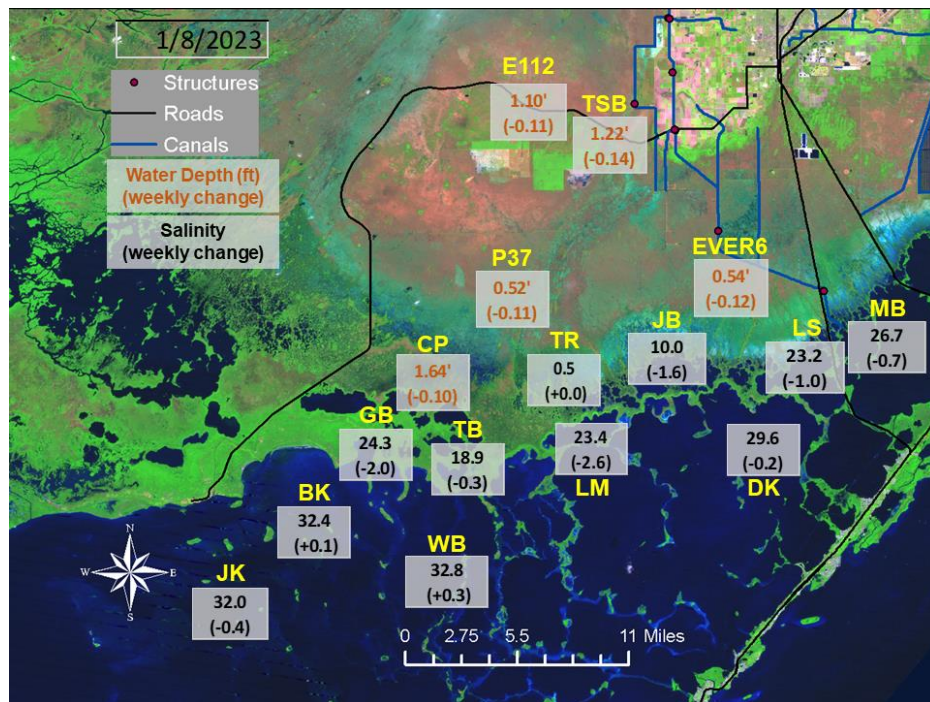 1/8/2023
Structures
Roads
Canals
Water Depth (ft)
(weekly change)
Salinity
(weekly change)
E112
1.10'
(-0.11)
TSB
1.22'
(-0.14)
P37
0.52'
(-0.11)
EVER6
0.54'
(-0.12)
MB
26.7
(-0.7)
LS
23.2
(-1.0)
JB
10.0
(-1.6)
TR
0.5
(+0.0)
CP
1.64'
(-0.10)
GB
24.3
(-2.0)
TB
18.9
(-0.3)
23.4
(-2.6)
LM
29.6
(-0.2)
DK
BK
32.4
(+0.1)
WB
32.8
(+0.3)
JK
32.0
(-0.4)
N
W
E
S
0 2.75 5.5 11 Miles